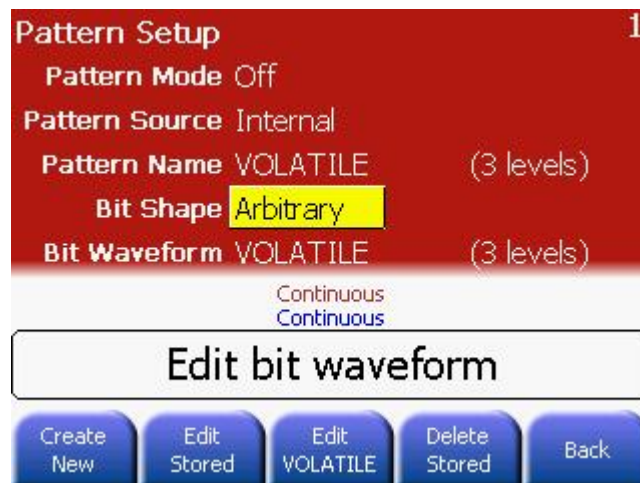 Pattern Setup 1
Pattern Mode Off
Pattern Source Internal
Pattern Name VOLATILE (3 levels)
Bit Shape Arbitrary
Bit Waveform VOLATILE (3 levels)
Continuous
Continuous
Edit bit waveform
Create New
Edit Stored
Edit VOLATILE
Delete Stored
Back